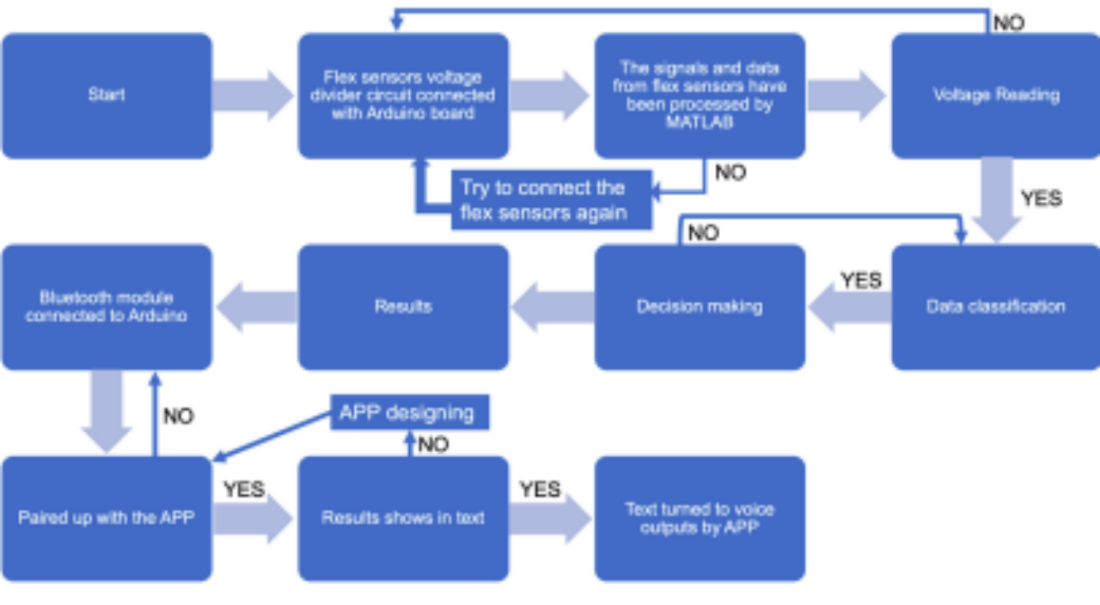 NO
Start
Flex sensors voltage
divider circuit connected
with Arduino board
The signals and data
from flex sensors have
been processed by
MATLAB
Voltage Reading
NO
Try to connect the
flex sensors again
YES
NO
Bluetooth module
connected to Arduino
Results
Decision making
YES
Data classification
NO
APP designing
NO
Paired up with the APP
YES
Results shows in text
YES
Text turned to voice
outputs by APP